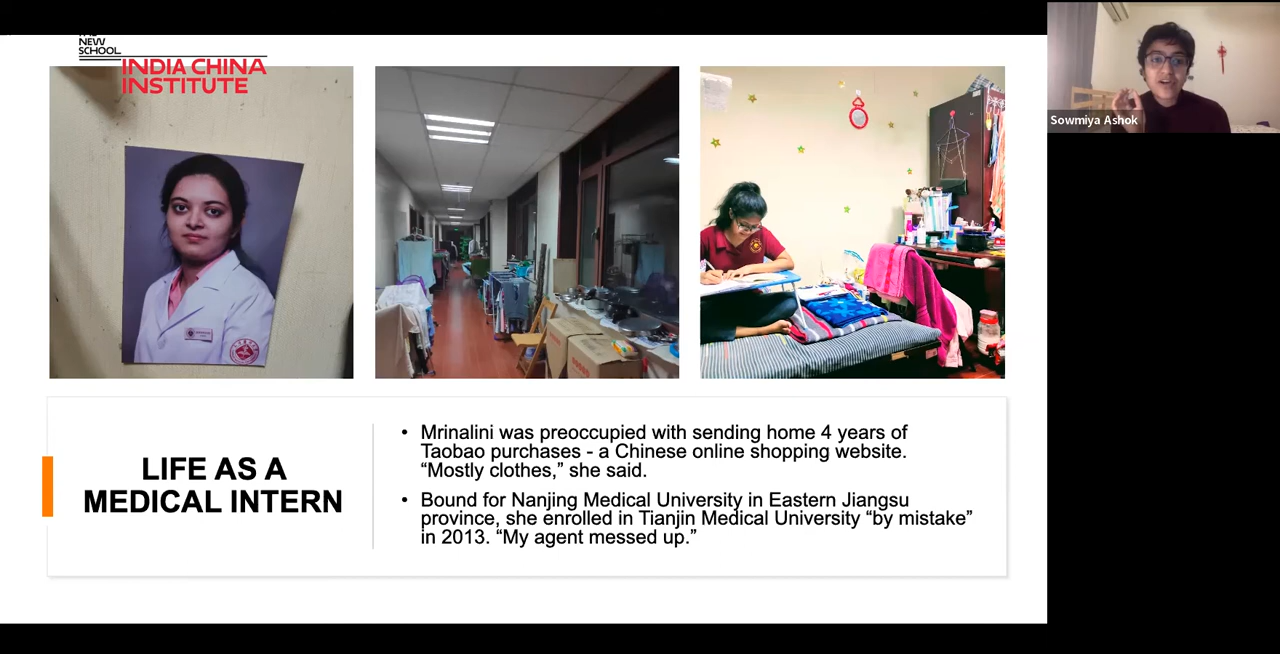 NEW
SCHOOL
INDIA CHINA
INSTITUTE
Sowmiya Ashok
LIFE AS A
MEDICAL INTERN
• Mrinalini was preoccupied with sending home 4 years of
Taobao purchases - a Chinese online shopping website.
“Mostly clothes,” she said.
• Bound for Nanjing Medical University in Eastern Jiangsu
province, she enrolled in Tianjin Medical University “by mistake”
in 2013. “My agent messed up.”